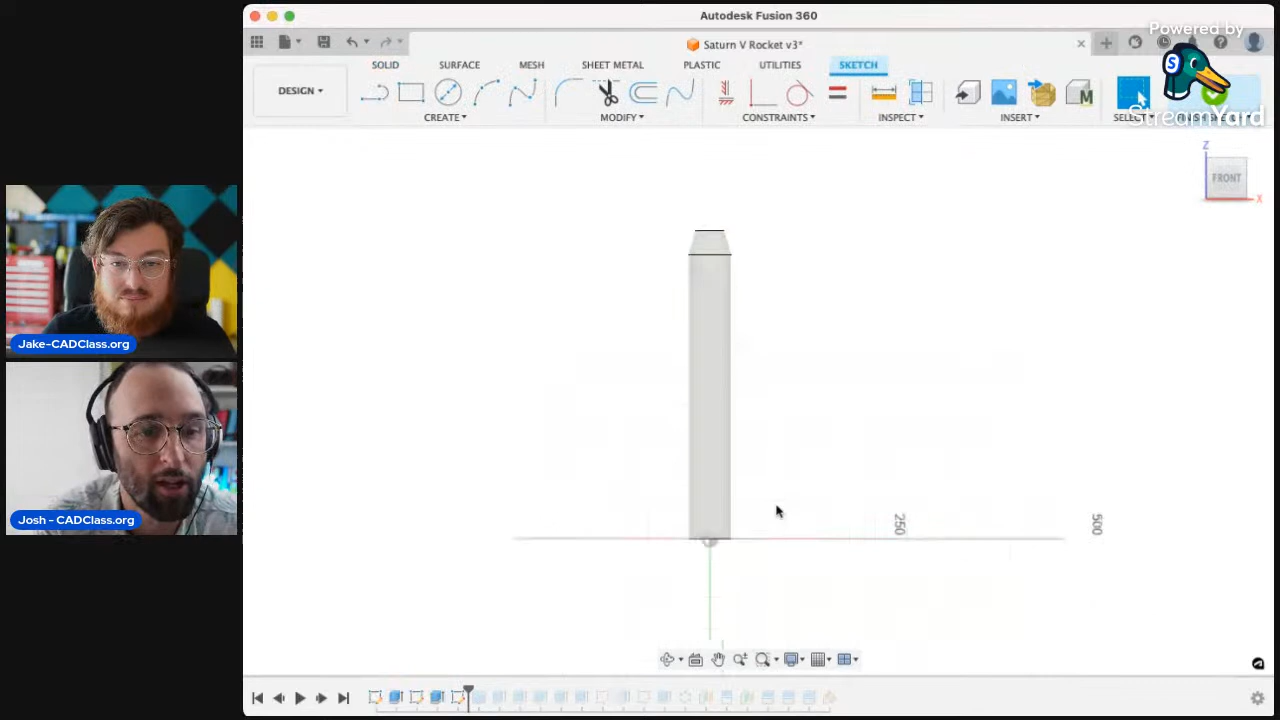 Autodesk Fusion 360
Powered by
Saturn V Rocket v3*
SOLID
SURFACE
MESH
SHEET METAL
PLASTIC
UTILITIES
SKETCH
DESIGN
S
M
CREATE
MODIFY
CONSTRAINTS
INSPECT
INSERT
SELECT
StreamYard
Z
FRONT
X
Jake-CADClass.org
Josh - CADClass.org
250
500